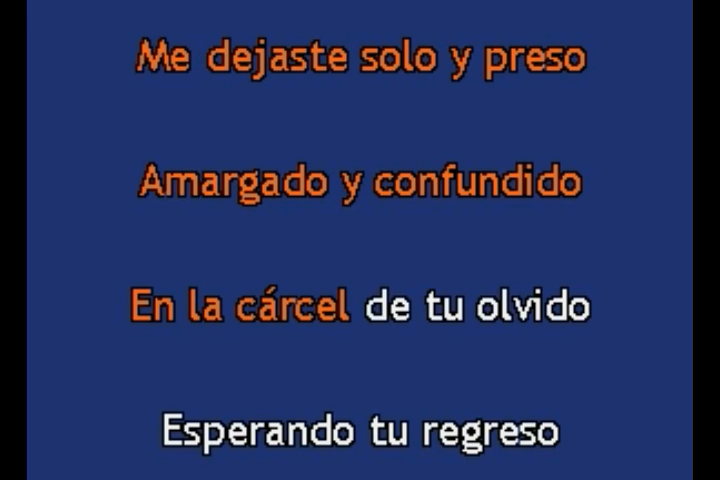 Me dejaste solo y preso
Amargado y confundido
En la cárcel de tu olvido
Esperando tu regreso